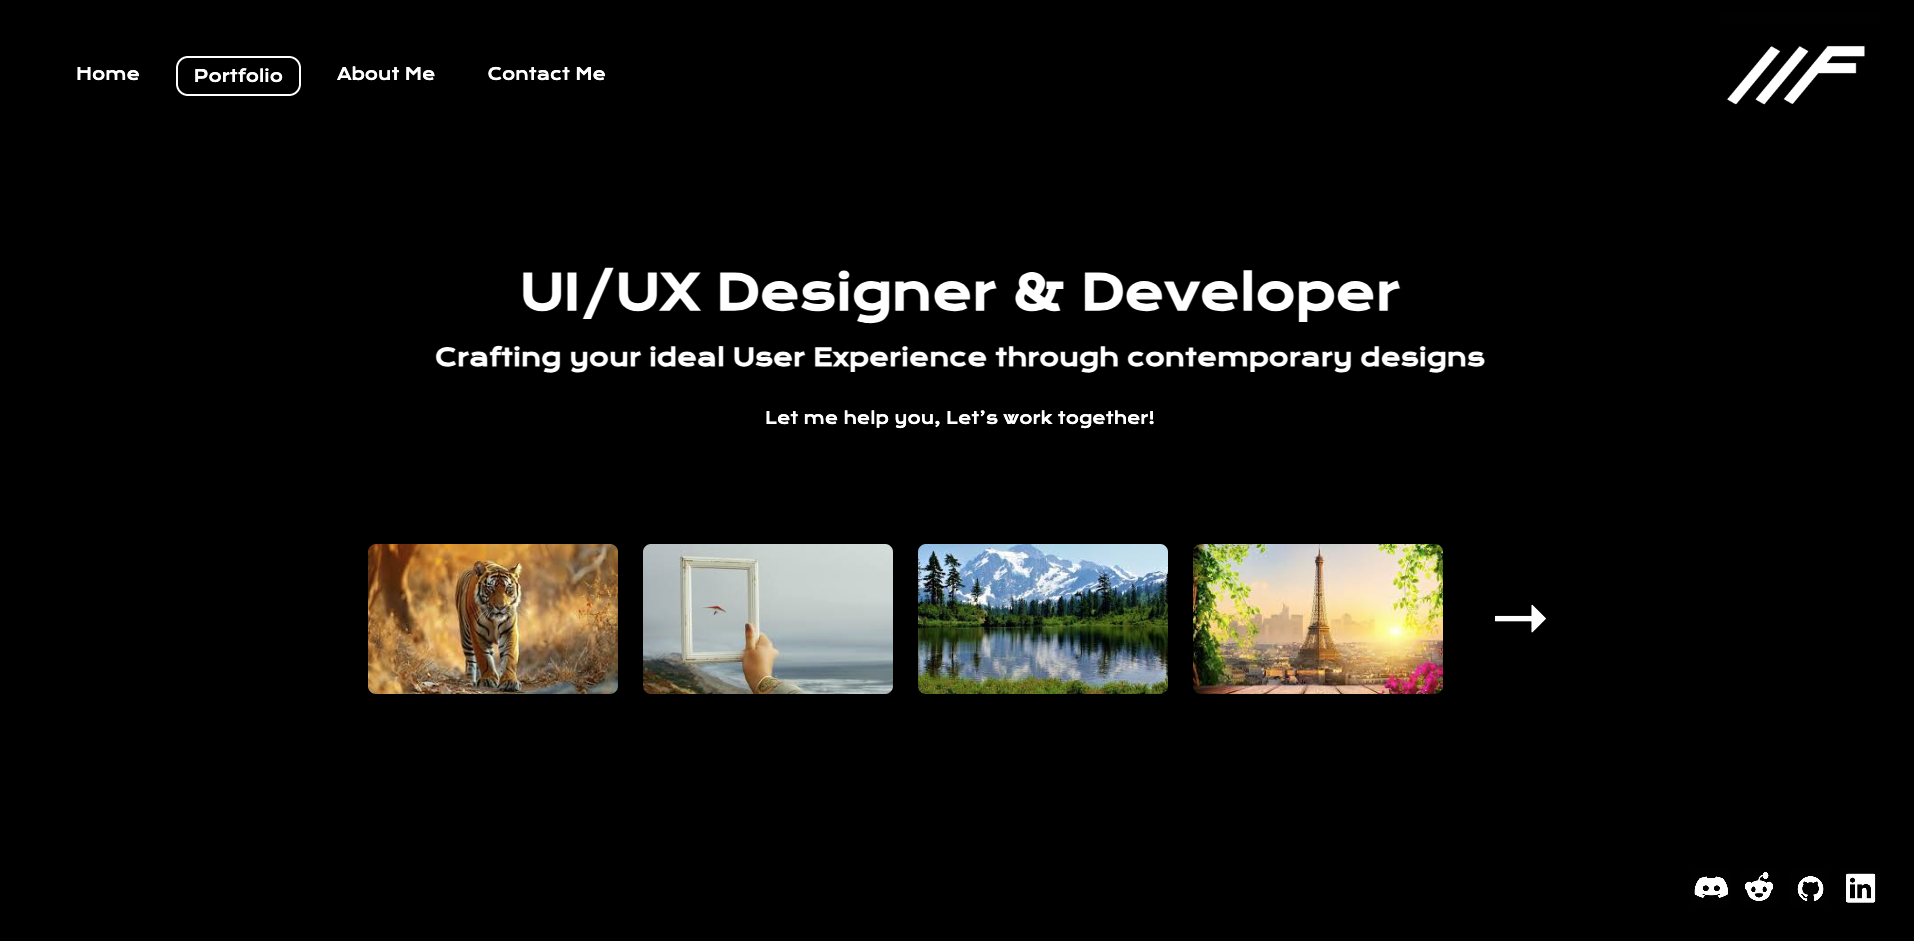 Home
Portfolio
About Me
Contact Me
UI/UX Designer & Developer
Crafting your ideal User Experience through contemporary designs
Let me help you, Let's work together!
in